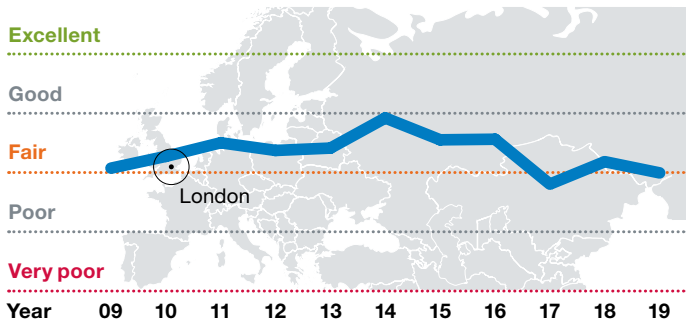 Excellent
Good
Fair
London
Poor
Very poor
Year 09 10 11 12 13 14 15 16 17 18 19